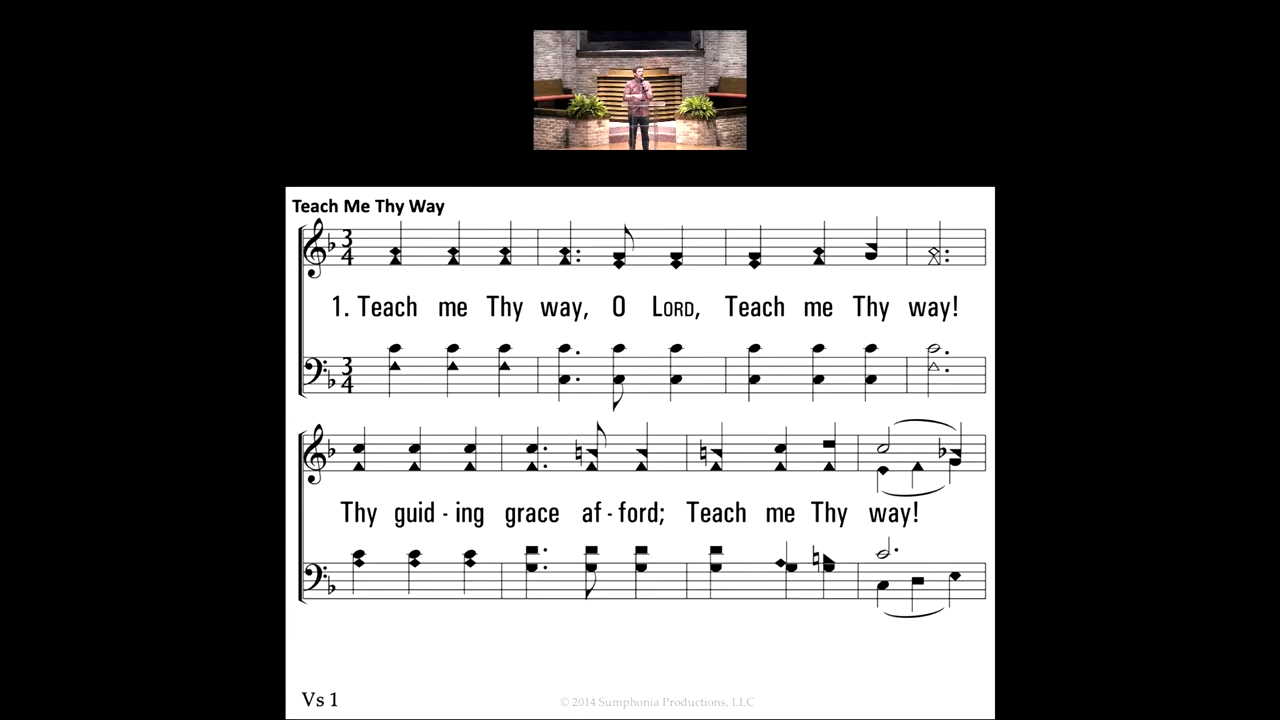 Teach Me Thy Way
1. Teach me Thy way, O LORD, Teach me Thy way!
Thy guid - ing grace af - ford; Teach me Thy way!
Vs 1
© 2014 Sumphonia Productions, LLC